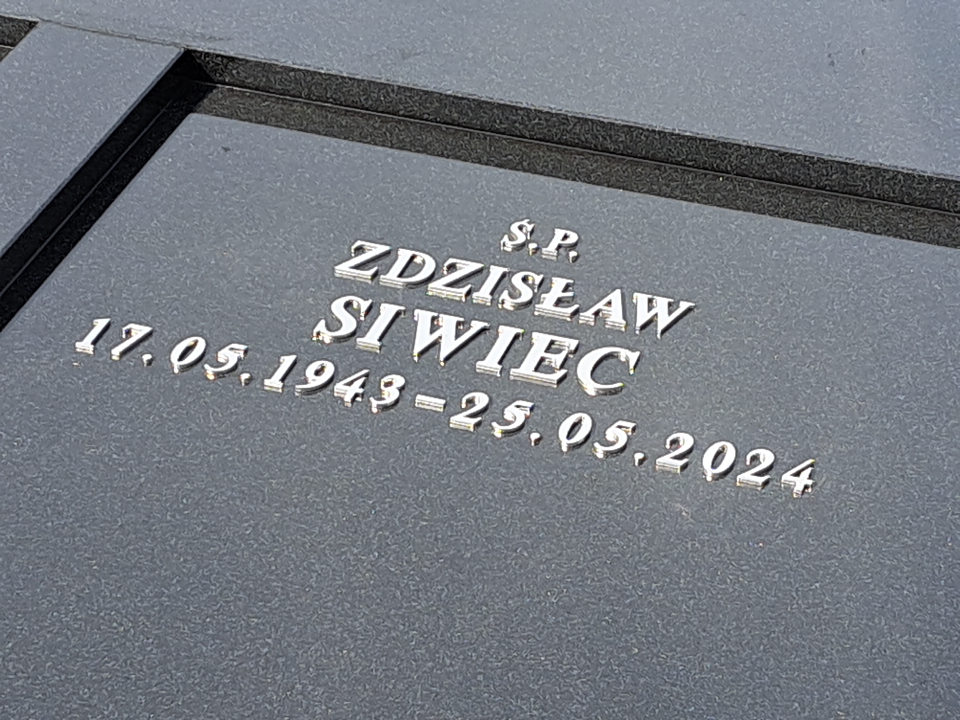 Ś.P.
ZDZISŁAW
SIWIEC
17.05.1943-25.05.2024